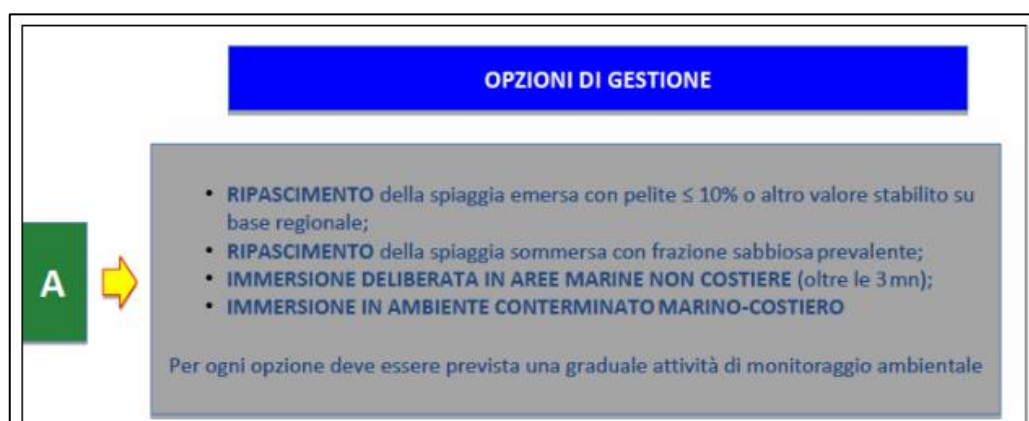 OPZIONI DI GESTIONE
• RIPASCIMENTO della spiaggia emersa con pelite ≤ 10% o altro valore stabilito su
base regionale;
• RIPASCIMENTO della spiaggia sommersa con frazione sabbiosa prevalente;
A
• IMMERSIONE DELIBERATA IN AREE MARINE NON COSTIERE (oltre le 3 mn);
• IMMERSIONE IN AMBIENTE CONTERMINATO MARINO-COSTIERO
Per ogni opzione deve essere prevista una graduale attività di monitoraggio ambientale